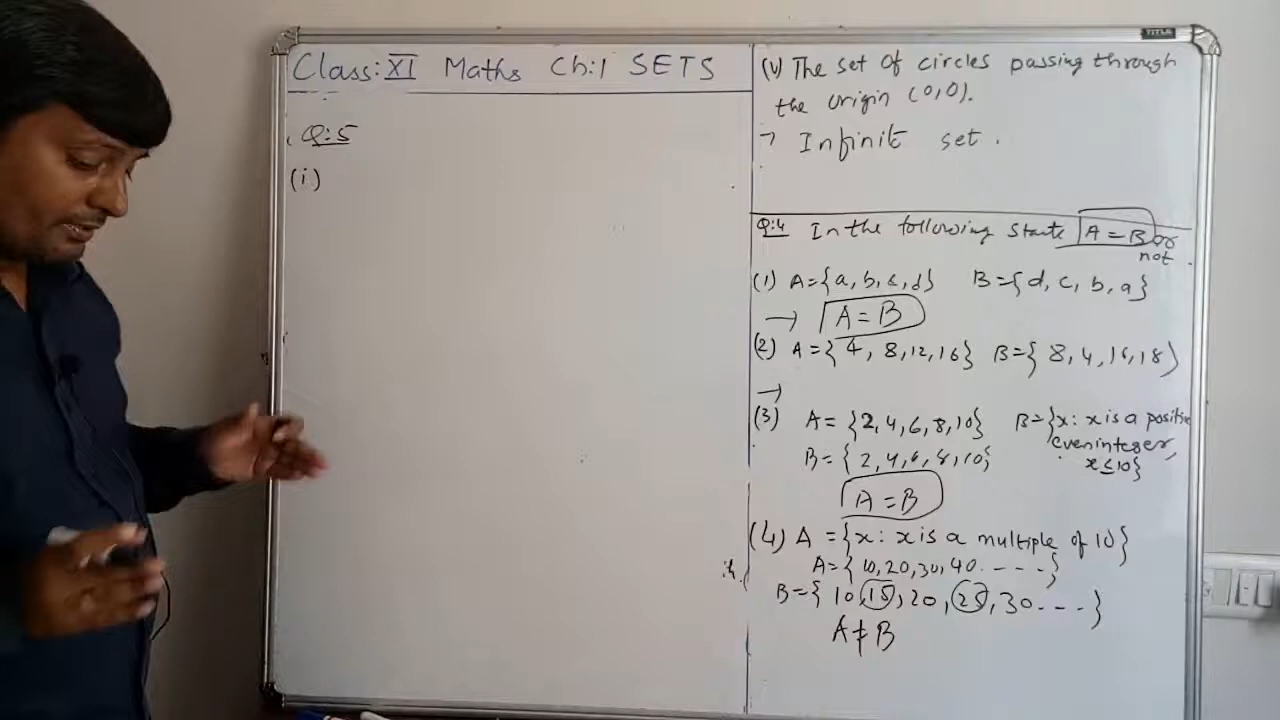 Class: XI Maths Ch:1 SETS
Q:5
(i)
(v) The set of circles passing through
the origin (0,0).
→ Infinite set.
Q:4 In the following state A = B or
not.
(1) A={a, b, c, d} B={d, c, b, a}
→ A = B
(2) A={4, 8, 12, 16} B={8, 4, 16, 18}
→
(3) A = {2, 4, 6, 8, 10} B={x: x is a positive
even integer,
x ≤ 10}
B= {2, 4, 6, 8, 10}
A = B
(4) A = {x: x is a multiple of 10}
A= {10, 20, 30, 40 - - - - -}
B={10, 15, 20, 25, 30 - - - }
A ≠ B
TITLE